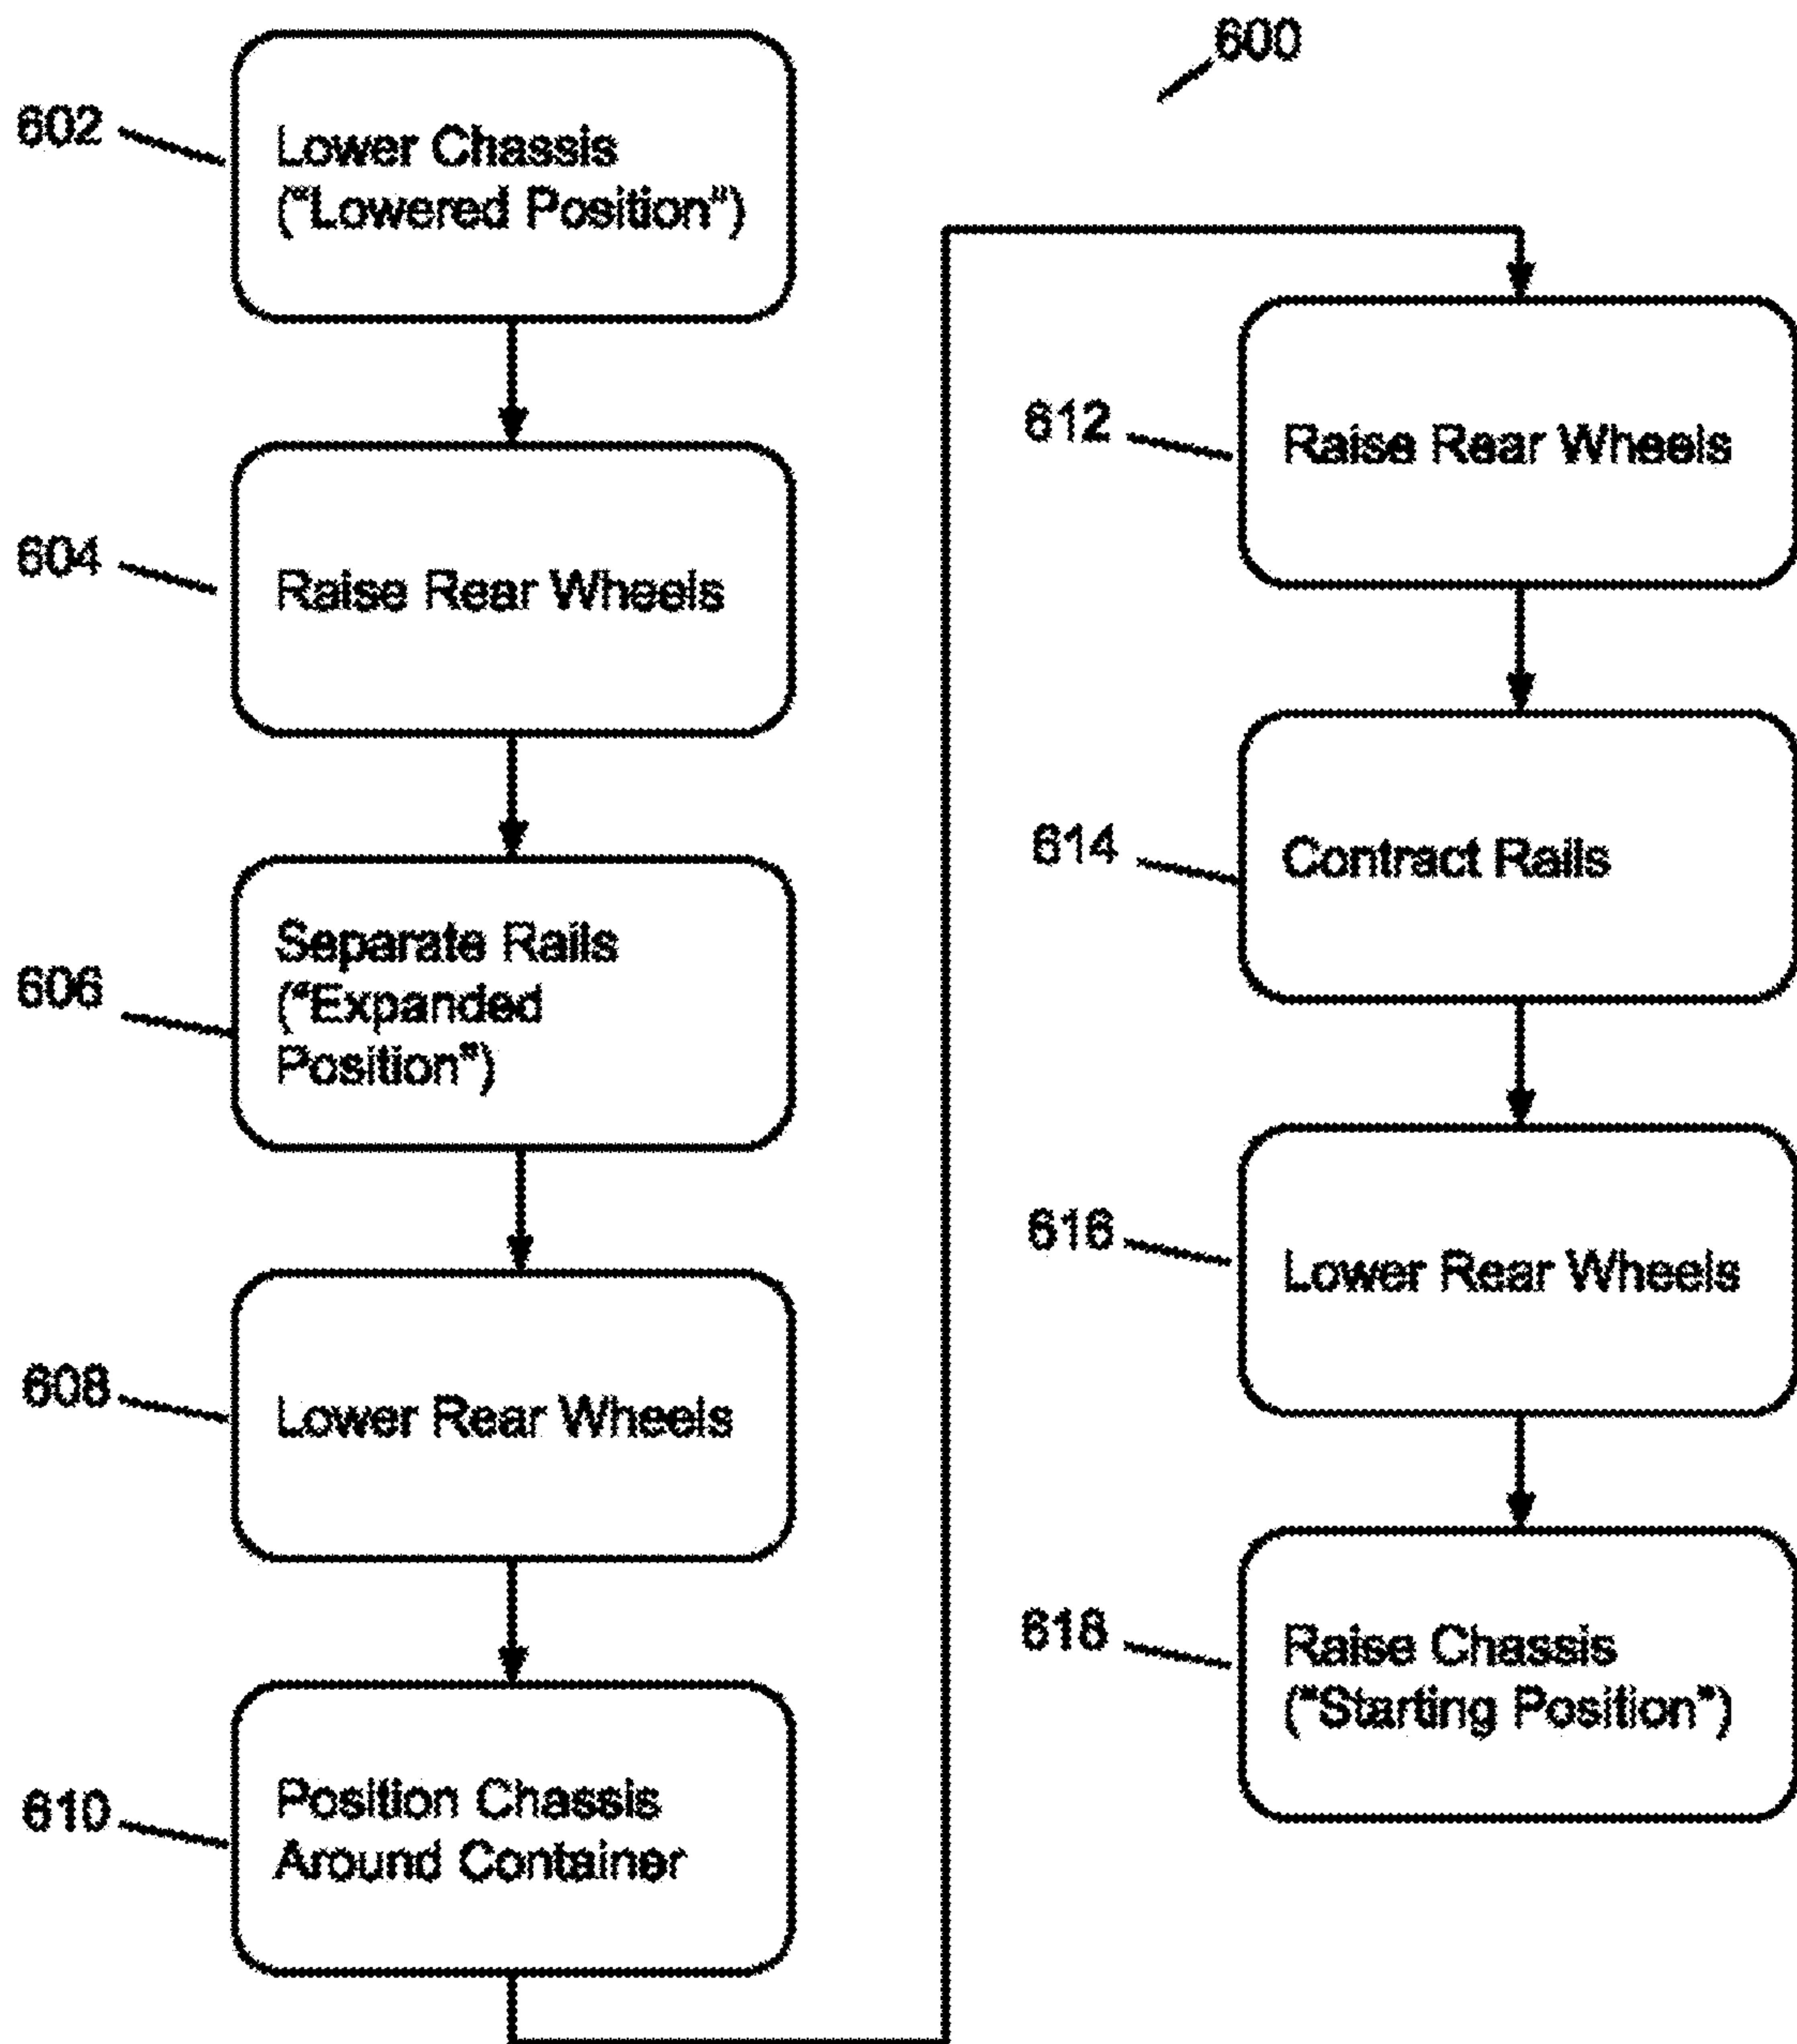 600
602
Lower Chassis
("Lowered Position")
604
Raise Rear Wheels
606
Separate Rails
("Expanded
Position")
608
Lower Rear Wheels
610
Position Chassis
Around Container
612
Raise Rear Wheels
614
Contract Rails
616
Lower Rear Wheels
618
Raise Chassis
("Starting Position")